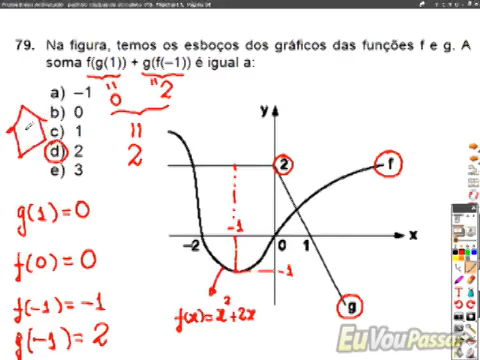 79. Na figura, temos os esboços dos gráficos das funções f e g. A
soma f(g(1)) + g(f(−1)) é igual a:
a) −1
b) 0
c) 1
d) 2
e) 3
0
2
2
g(1) = 0
f(0) = 0
f(-1) = -1
g(-1) = 2
y
2
f
-1
-2
0
1
x
-1
f(x) = x² + 2x
g
EuVouPassar